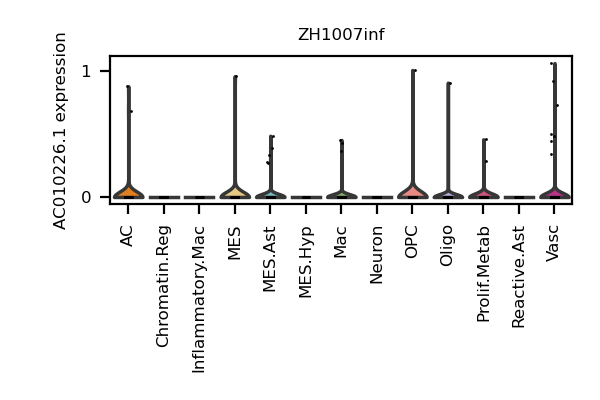 ZH1007inf
AC010226.1 expression
1
0
AC
Chromatin.Reg
Inflammatory.Mac
MES
MES.Ast
MES.Hyp
Mac
Neuron
OPC
Oligo
Prolif.Metab
Reactive.Ast
Vasc